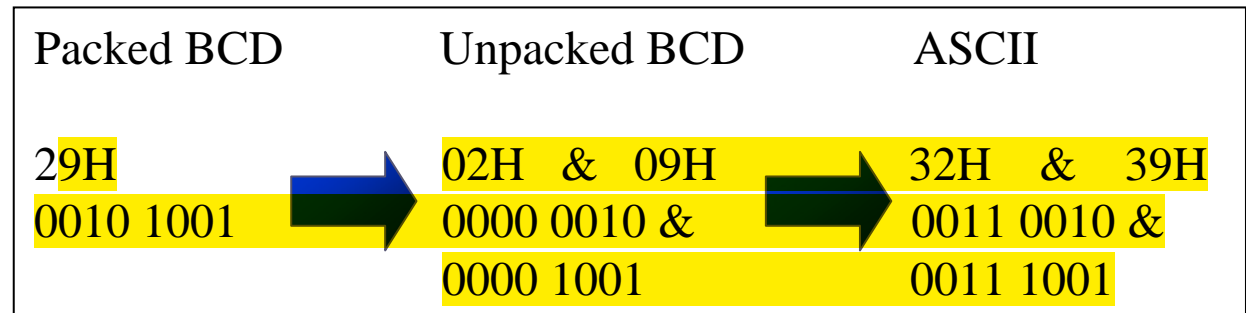 Packed BCD Unpacked BCD ASCII
29H 02H & 09H 32H & 39H
0010 1001 0000 0010 & 0011 0010 &
0000 1001 0011 1001